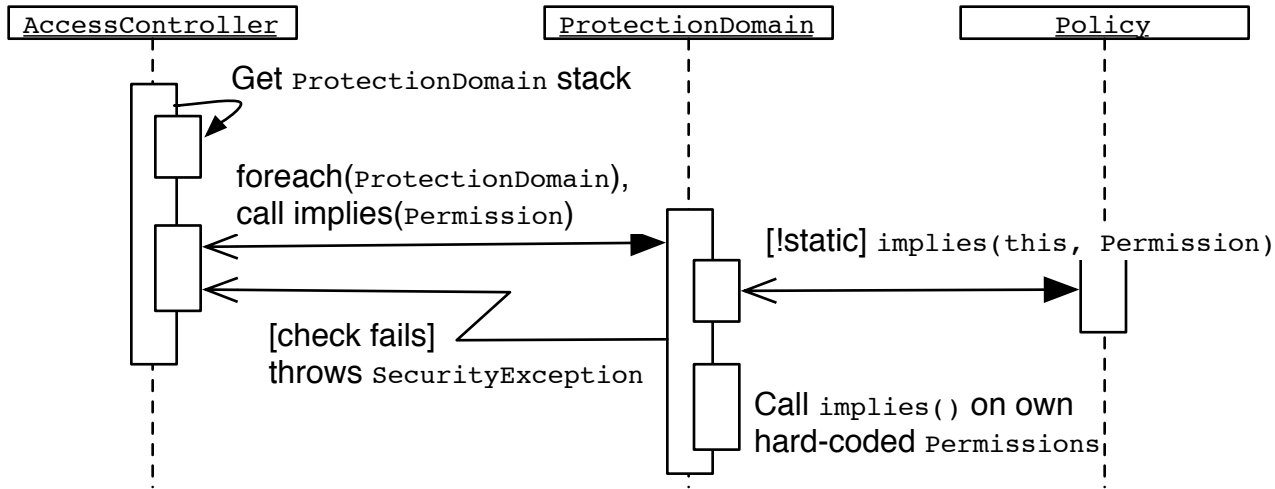 AccessController
ProtectionDomain
Policy
Get ProtectionDomain stack
foreach(ProtectionDomain),
call implies(Permission)
[!static] implies(this, Permission)
[check fails]
throws SecurityException
Call implies() on own
hard-coded Permissions